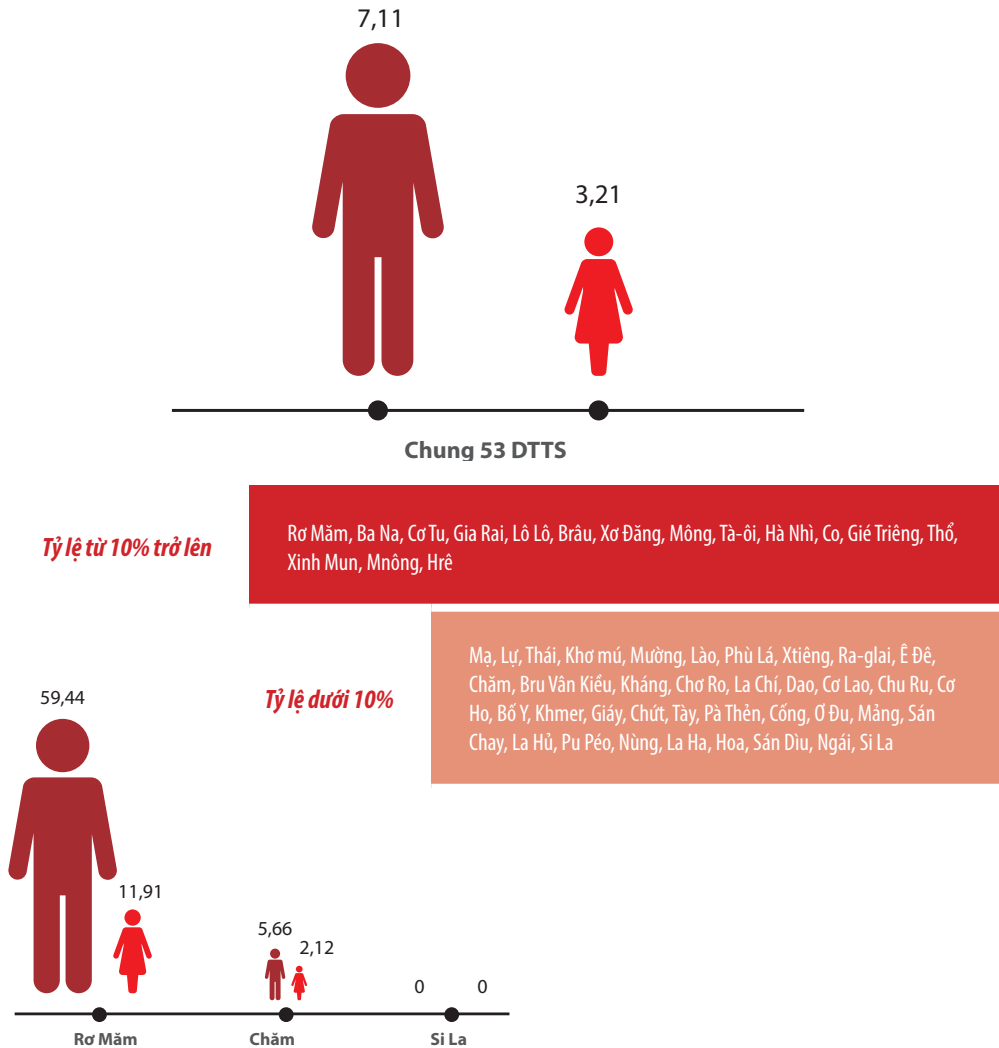 7,11
3,21
Chung 53 DTTS
Tỷ lệ từ 10% trở lên
Rơ Măm, Ba Na, Cơ Tu, Gia Rai, Lô Lô, Brâu, Xơ Đăng, Mông, Tà-ôi, Hà Nhì, Co, Gié Triêng, Thổ,
Xinh Mun, Mnông, Hrê
Tỷ lệ dưới 10%
Mạ, Lự, Thái, Khơ mú, Mường, Lào, Phù Lá, Xtiêng, Ra-glai, Ê Đê,
Chăm, Bru Vân Kiều, Kháng, Chơ Ro, La Chí, Dao, Cơ Lao, Chu Ru, Cơ
Ho, Bố Y, Khmer, Giáy, Chứt, Tày, Pà Thẻn, Cống, Ơ Đu, Mảng, Sán
Chay, La Hủ, Pu Péo, Nùng, La Ha, Hoa, Sán Dìu, Ngái, Si La
59,44
11,91
5,66
2,12
0
0
Rơ Măm
Chăm
Si La